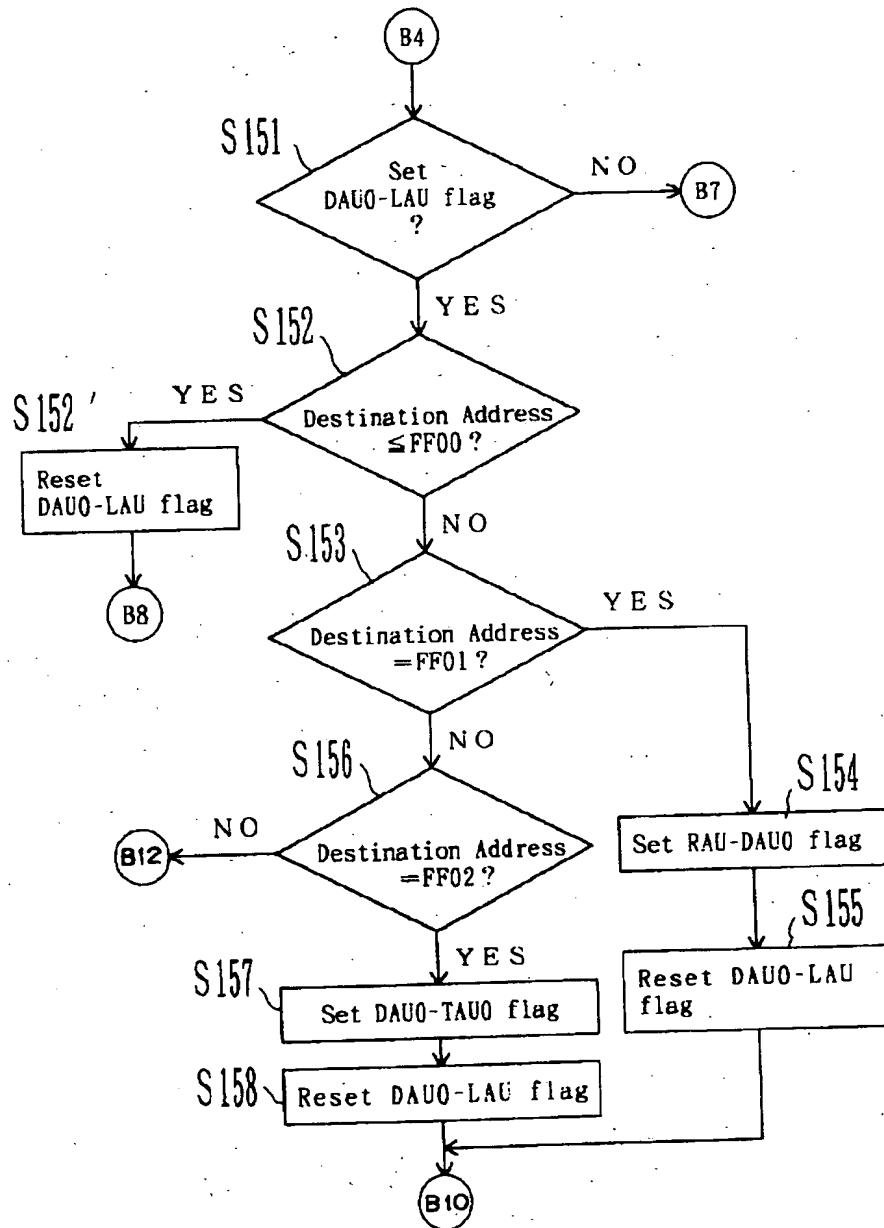 B4
S151
Set
DAU0-LAU flag
?
NO
B7
YES
S152
YES
S152'
Destination Address
≦FF00?
Reset
DAU0-LAU flag
NO
S153
B8
YES
Destination Address
=FF01?
NO
S156
S154
NO
B12
Destination Address
=FF02?
Set RAU-DAU0 flag
S155
YES
S157
Reset DAU0-LAU
flag
Set DAU0-TAU0 flag
S158
Reset DAU0-LAU flag
B10